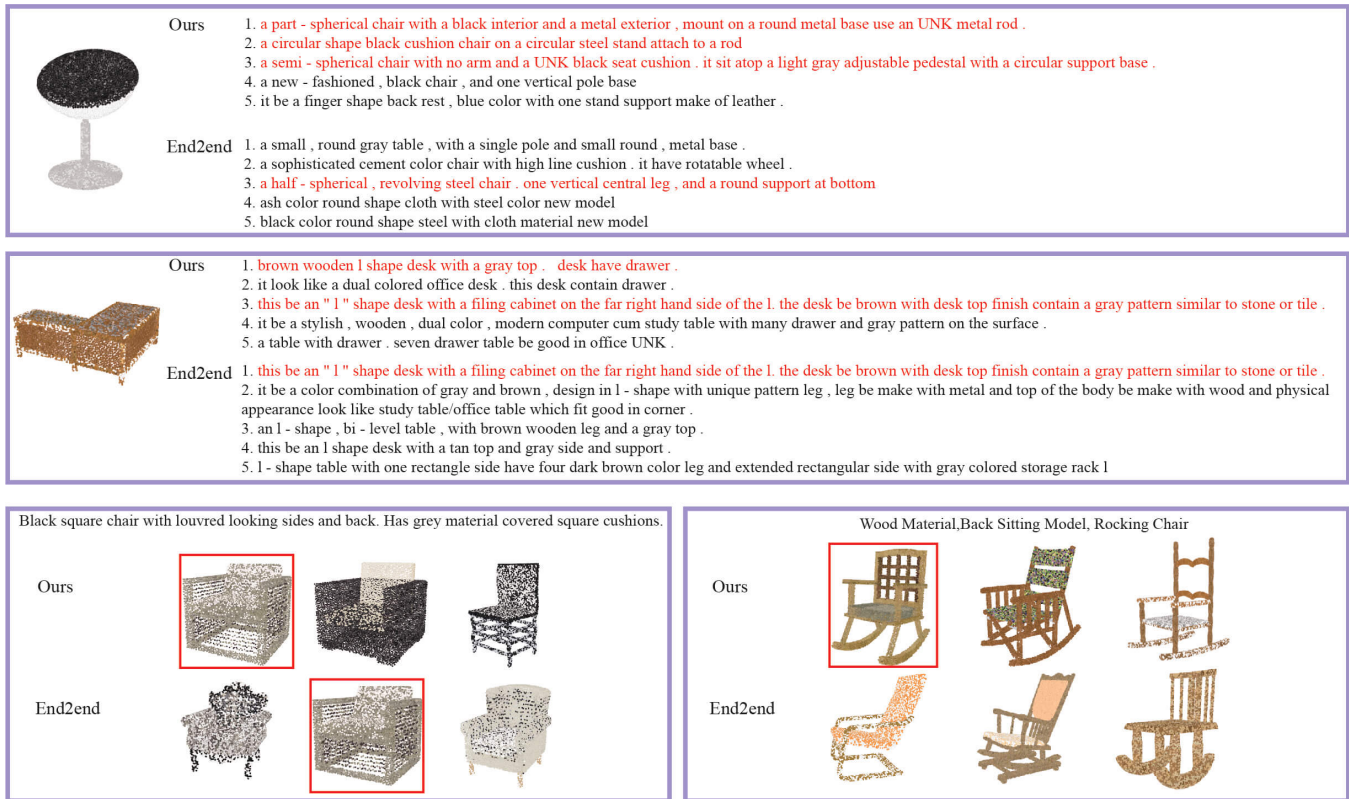 Ours
1. a part - spherical chair with a black interior and a metal exterior , mount on a round metal base use an UNK metal rod .
2. a circular shape black cushion chair on a circular steel stand attach to a rod
3. a semi - spherical chair with no arm and a UNK black seat cushion . it sit atop a light gray adjustable pedestal with a circular support base .
4. a new - fashioned , black chair , and one vertical pole base
5. it be a finger shape back rest , blue color with one stand support make of leather .
End2end
1. a small , round gray table , with a single pole and small round , metal base .
2. a sophisticated cement color chair with high line cushion . it have rotatable wheel .
3. a half - spherical , revolving steel chair . one vertical central leg , and a round support at bottom
4. ash color round shape cloth with steel color new model
5. black color round shape steel with cloth material new model
Ours
1. brown wooden l shape desk with a gray top . desk have drawer .
2. it look like a dual colored office desk . this desk contain drawer .
3. this be an " l " shape desk with a filing cabinet on the far right hand side of the l. the desk be brown with desk top finish contain a gray pattern similar to stone or tile .
4. it be a stylish , wooden , dual color , modern computer cum study table with many drawer and gray pattern on the surface .
5. a table with drawer . seven drawer table be good in office UNK .
End2end
1. this be an " l " shape desk with a filing cabinet on the far right hand side of the l. the desk be brown with desk top finish contain a gray pattern similar to stone or tile .
2. it be a color combination of gray and brown , design in l - shape with unique pattern leg , leg be make with metal and top of the body be make with wood and physical
appearance look like study table/office table which fit good in corner .
3. an l - shape , bi - level table , with brown wooden leg and a gray top .
4. this be an l shape desk with a tan top and gray side and support .
5. l - shape table with one rectangle side have four dark brown color leg and extended rectangular side with gray colored storage rack l
Black square chair with louvred looking sides and back. Has grey material covered square cushions.
Ours
End2end
Wood Material,Back Sitting Model, Rocking Chair
Ours
End2end